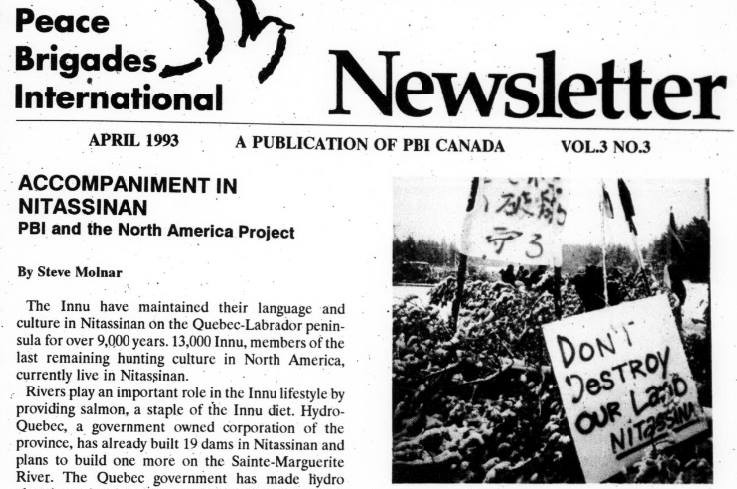 Peace
Brigades
International
Newsletter
APRIL 1993 A PUBLICATION OF PBI CANADA VOL.3 NO.3
ACCOMPANIMENT IN
NITASSINAN
PBI and the North America Project
By Steve Molnar
The Innu have maintained their language and
culture in Nitassinan on the Quebec-Labrador penin-
sula for over 9,000 years. 13,000 Innu, members of the
last remaining hunting culture in North America,
currently live in Nitassinan.
Rivers play an important role in the Innu lifestyle by
providing salmon, a staple of the Innu diet. Hydro-
Quebec, a government owned corporation of the
province, has already built 19 dams in Nitassinan and
plans to build one more on the Sainte-Marguerite
River. The Quebec government has made hydro
守る
DON'T
DESTROY
OUR LAND
NITASSINAN